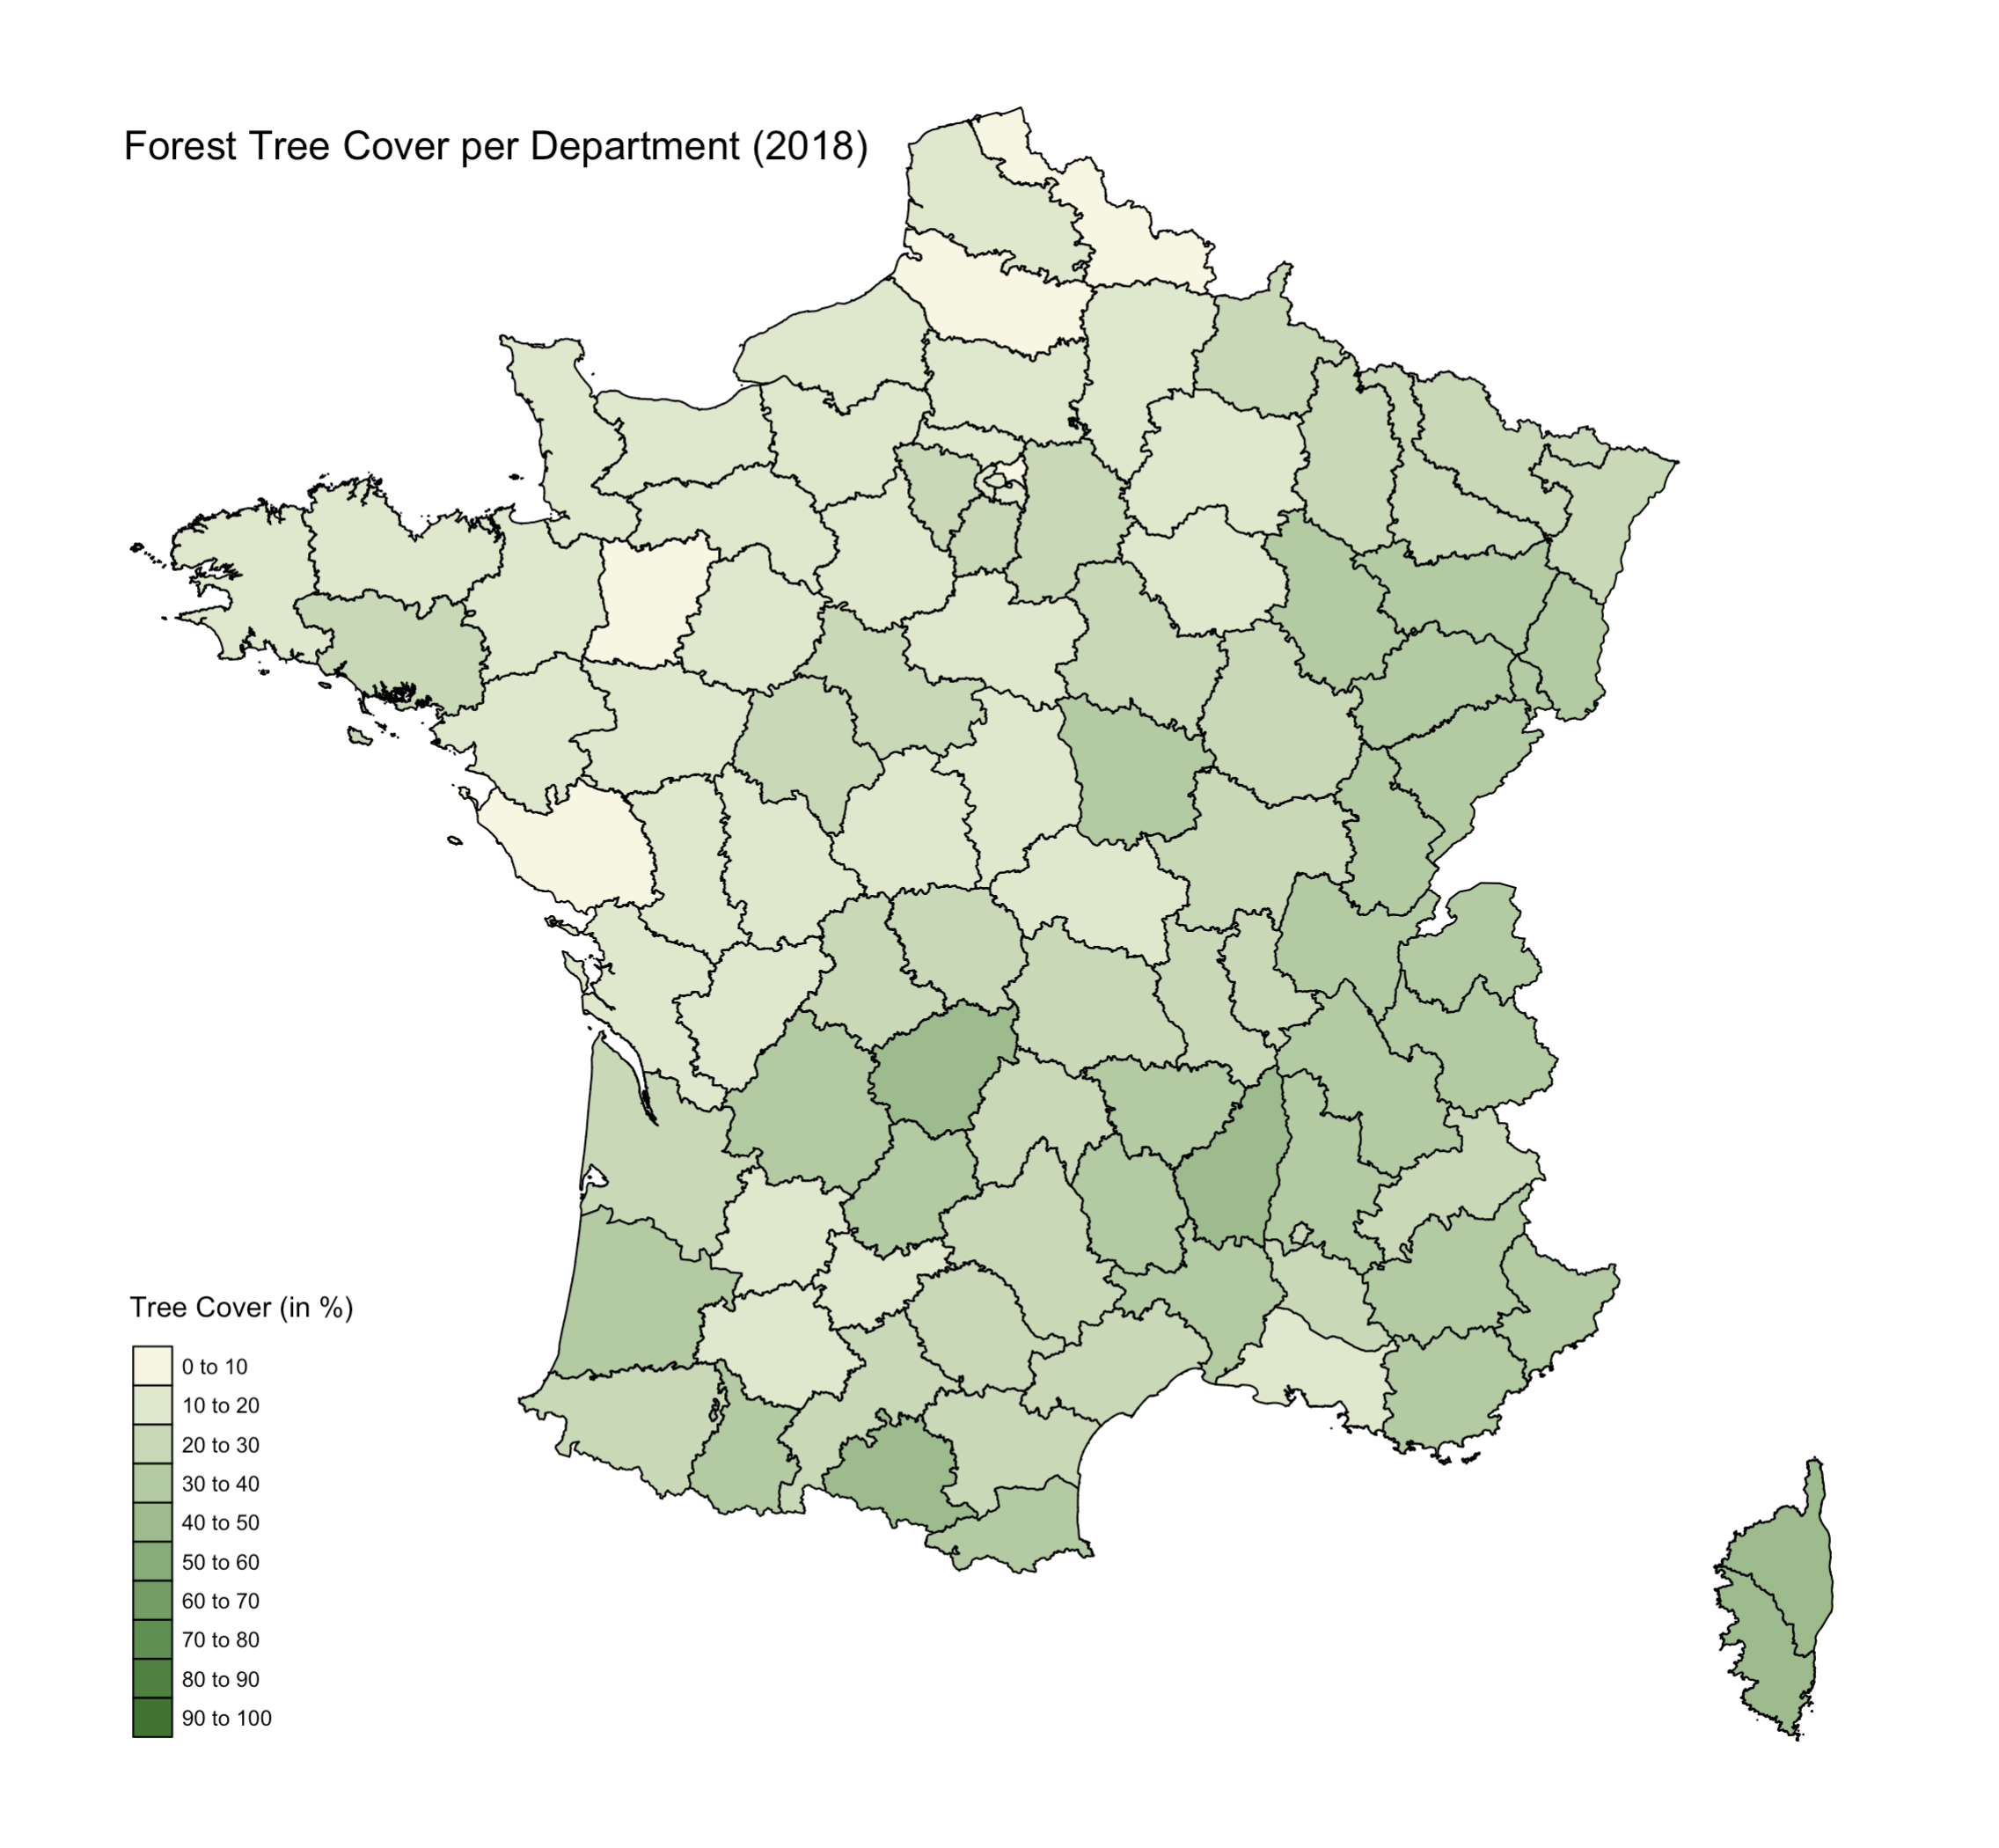 Forest Tree Cover per Department (2018)
Tree Cover (in %)
0 to 10
10 to 20
20 to 30
30 to 40
40 to 50
50 to 60
60 to 70
70 to 80
80 to 90
90 to 100